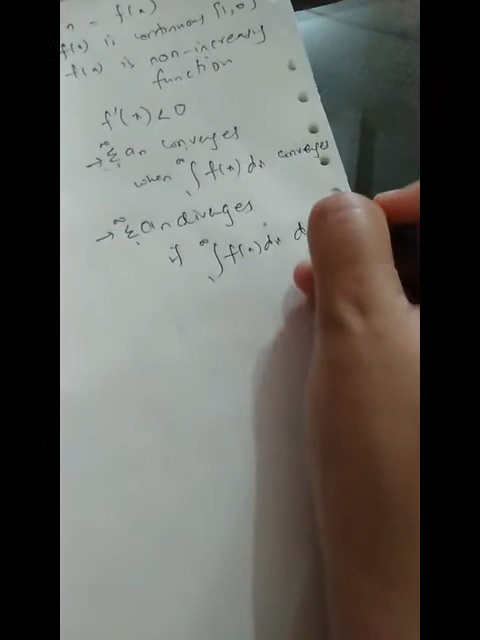 n = f(n)
f(n) is continuous [1, ∞)
f(n) is non-increasing
function
f'(x) < 0
→ ∞ Σ 1 an converges
when ∞ ∫ 1 f(x) dx converges
→ ∞ Σ 1 an diverges
if ∞ ∫ 1 f(x) dx d